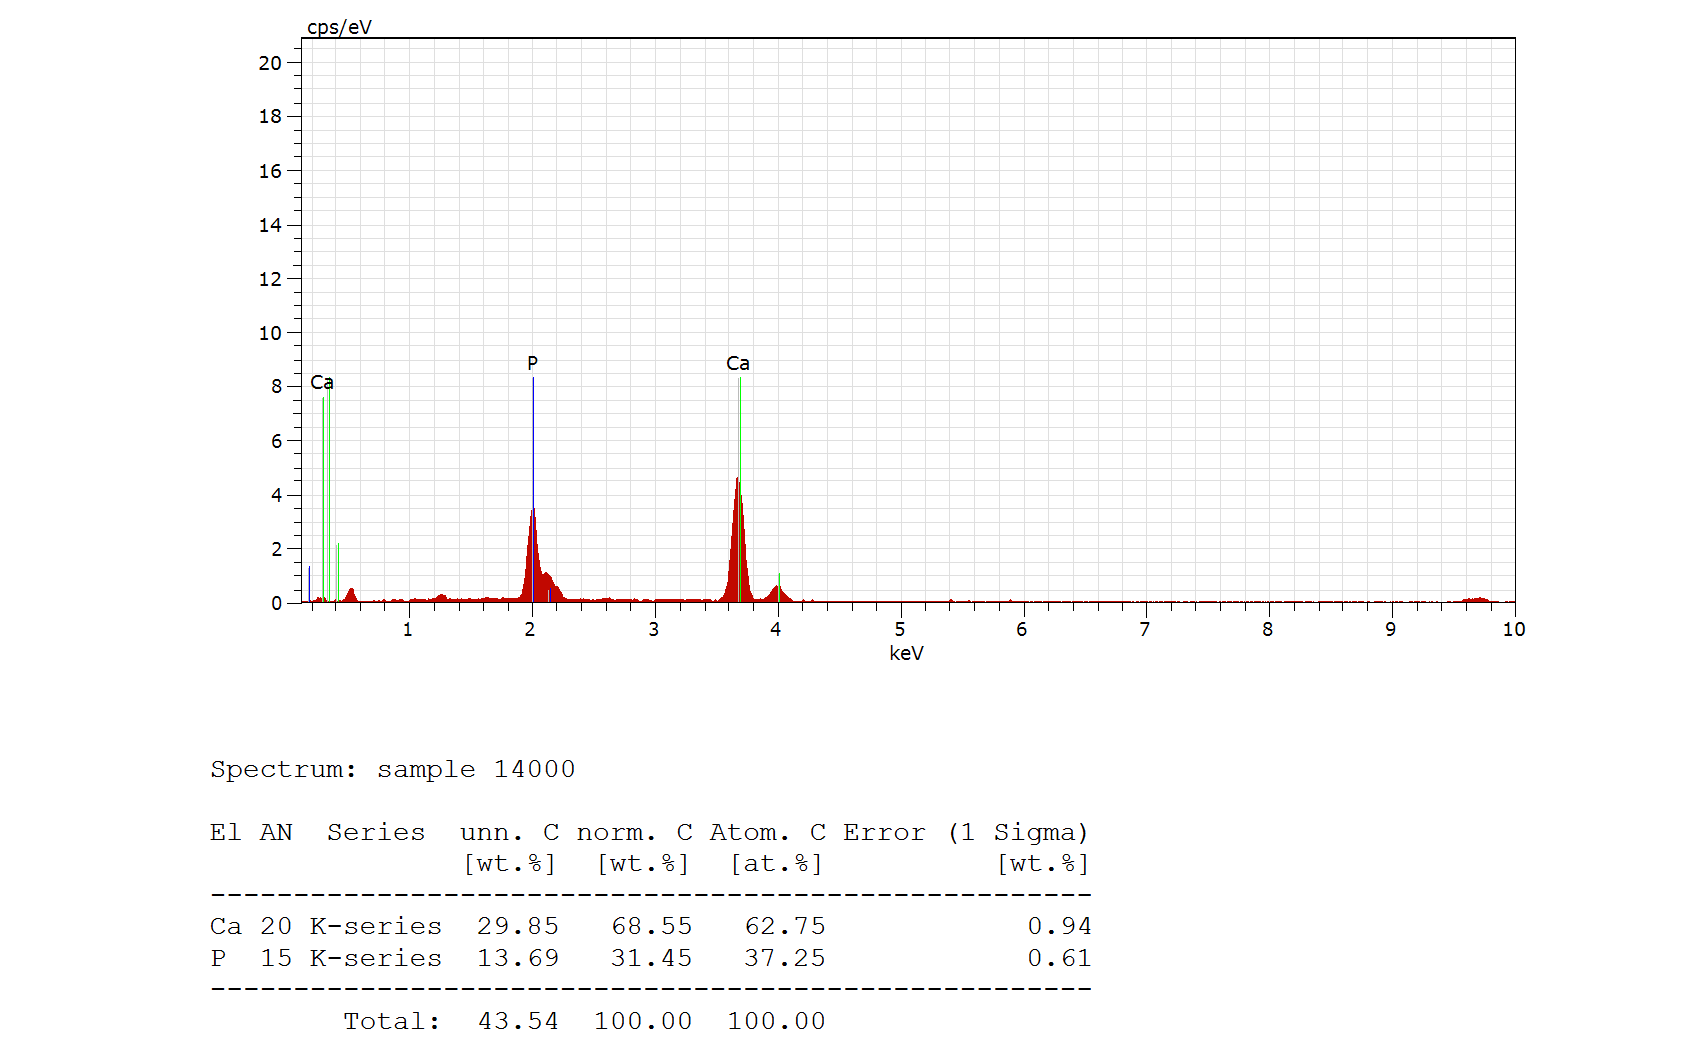 cps/eV
20
18
16
14
12
10
8
6
4
2
0
Ca
P
Ca
1 2 3 4 5 6 7 8 9 10
keV
Spectrum: sample 14000
El AN Series unn. C norm. C Atom. C Error (1 Sigma)
[wt.%] [wt.%] [at.%] [wt.%]
------------------------------------------------------
Ca 20 K-series 29.85 68.55 62.75 0.94
P 15 K-series 13.69 31.45 37.25 0.61
------------------------------------------------------
Total: 43.54 100.00 100.00